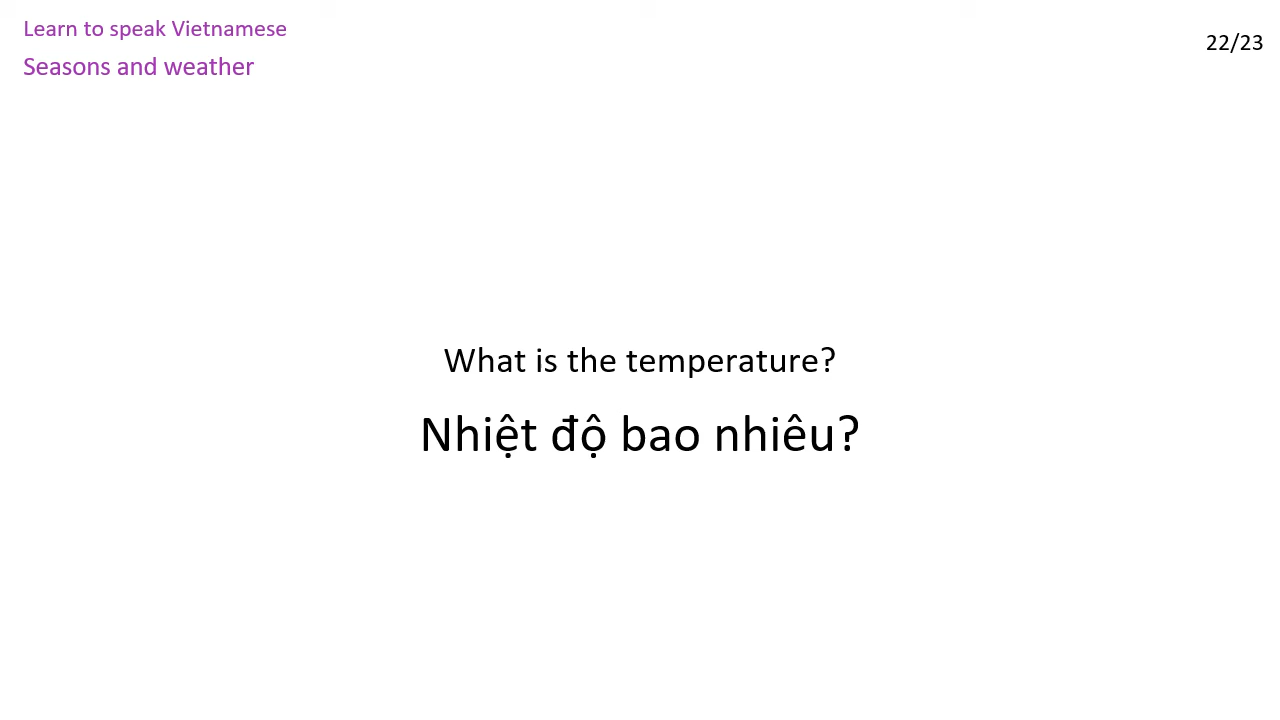 Learn to speak Vietnamese
Seasons and weather
22/23
What is the temperature?
Nhiệt độ bao nhiêu?